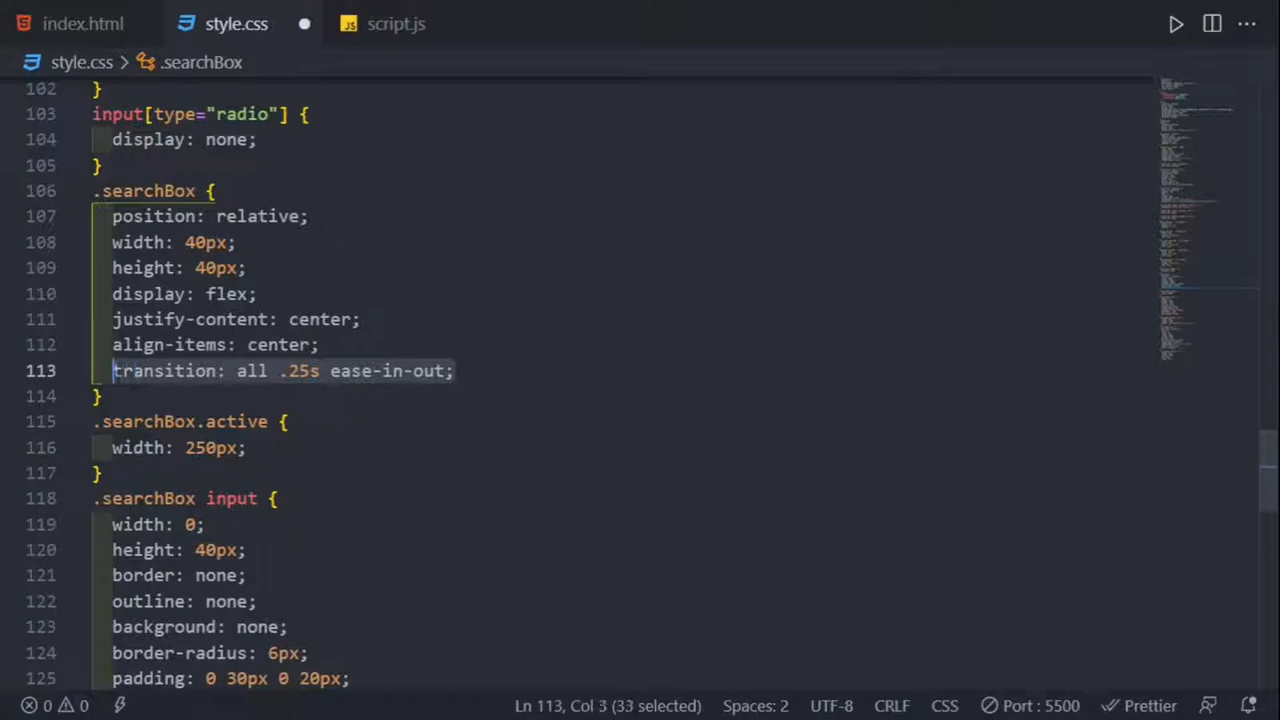 index.html style.css script.js
style.css .searchBox
102 }
103 input[type="radio"] {
104 display: none;
105 }
106 .searchBox {
107 position: relative;
108 width: 40px;
109 height: 40px;
110 display: flex;
111 justify-content: center;
112 align-items: center;
113 transition: all .25s ease-in-out;
114 }
115 .searchBox.active {
116 width: 250px;
117 }
118 .searchBox input {
119 width: 0;
120 height: 40px;
121 border: none;
122 outline: none;
123 background: none;
124 border-radius: 6px;
125 padding: 0 30px 0 20px;
0 0 Ln 113, Col 3 (33 selected) Spaces: 2 UTF-8 CRLF CSS Port : 5500 Prettier